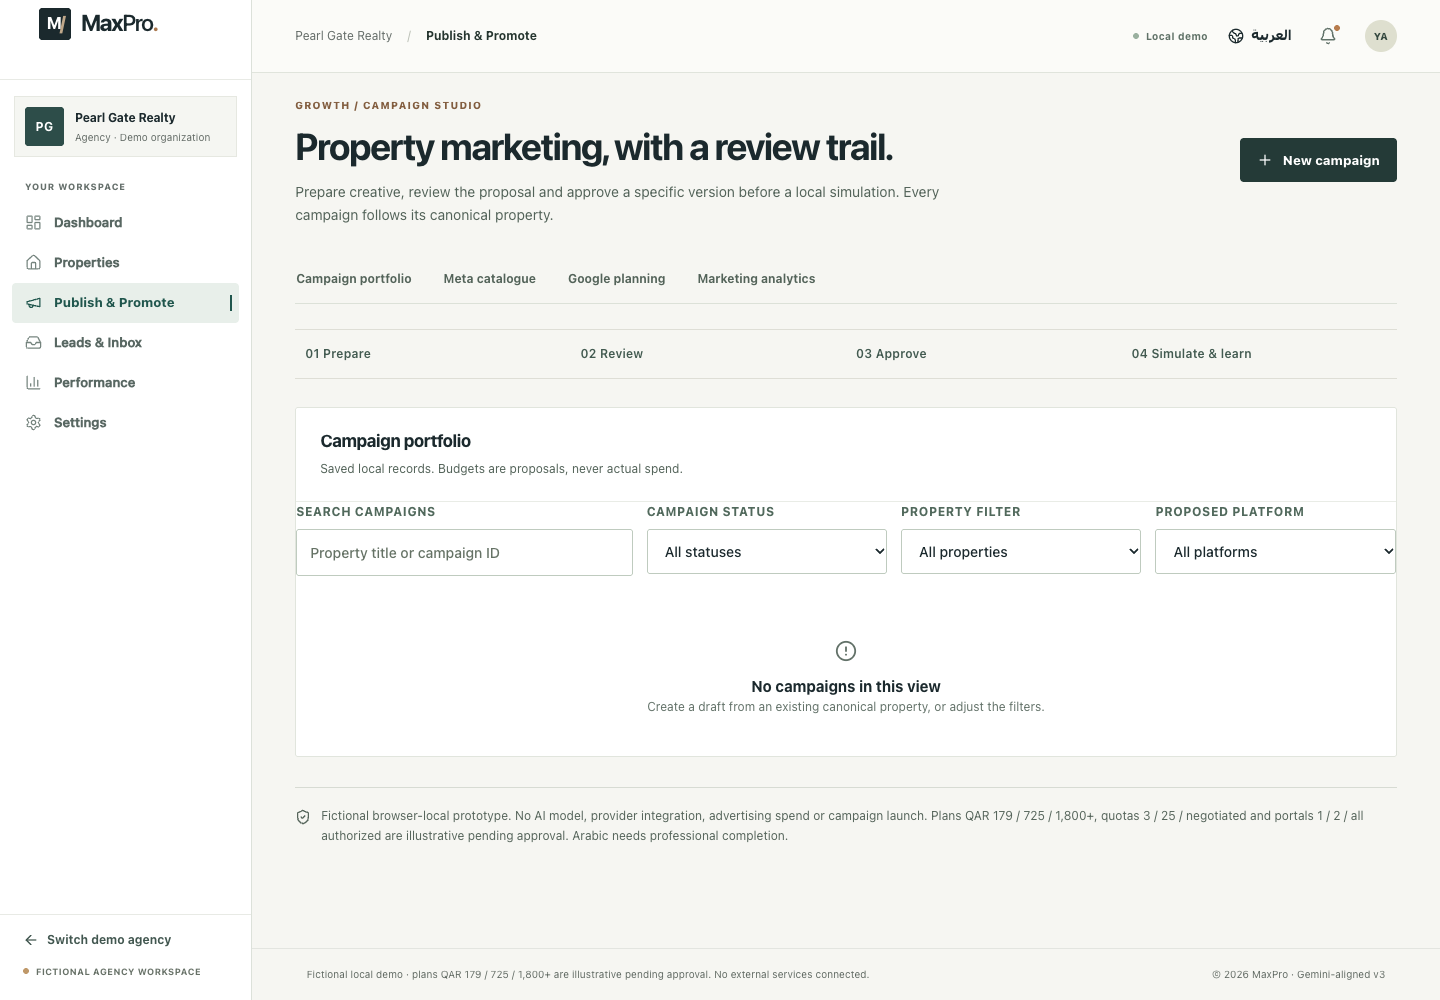 M/ MaxPro.
Pearl Gate Realty / Publish & Promote
Local demo
العربية
YA
PG
Pearl Gate Realty
Agency · Demo organization
YOUR WORKSPACE
Dashboard
Properties
Publish & Promote
Leads & Inbox
Performance
Settings
Switch demo agency
FICTIONAL AGENCY WORKSPACE
GROWTH / CAMPAIGN STUDIO
Property marketing, with a review trail.
Prepare creative, review the proposal and approve a specific version before a local simulation. Every
campaign follows its canonical property.
New campaign
Campaign portfolio Meta catalogue Google planning Marketing analytics
01 Prepare 02 Review 03 Approve 04 Simulate & learn
Campaign portfolio
Saved local records. Budgets are proposals, never actual spend.
SEARCH CAMPAIGNS CAMPAIGN STATUS PROPERTY FILTER PROPOSED PLATFORM
Property title or campaign ID All statuses All properties All platforms
No campaigns in this view
Create a draft from an existing canonical property, or adjust the filters.
Fictional browser-local prototype. No AI model, provider integration, advertising spend or campaign launch. Plans QAR 179 / 725 / 1,800+, quotas 3 / 25 / negotiated and portals 1 / 2 / all
authorized are illustrative pending approval. Arabic needs professional completion.
Fictional local demo · plans QAR 179 / 725 / 1,800+ are illustrative pending approval. No external services connected.
© 2026 MaxPro · Gemini-aligned v3